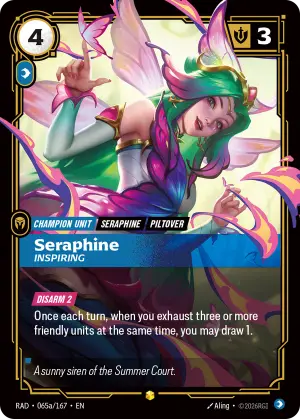 4
3
CHAMPION UNIT SERAPHINE PILTOVER
Seraphine
INSPIRING
DISARM 2
Once each turn, when you exhaust three or more
friendly units at the same time, you may draw 1.
A sunny siren of the Summer Court.
RAD • 065a/167 • EN
Aling • ©2026RGI